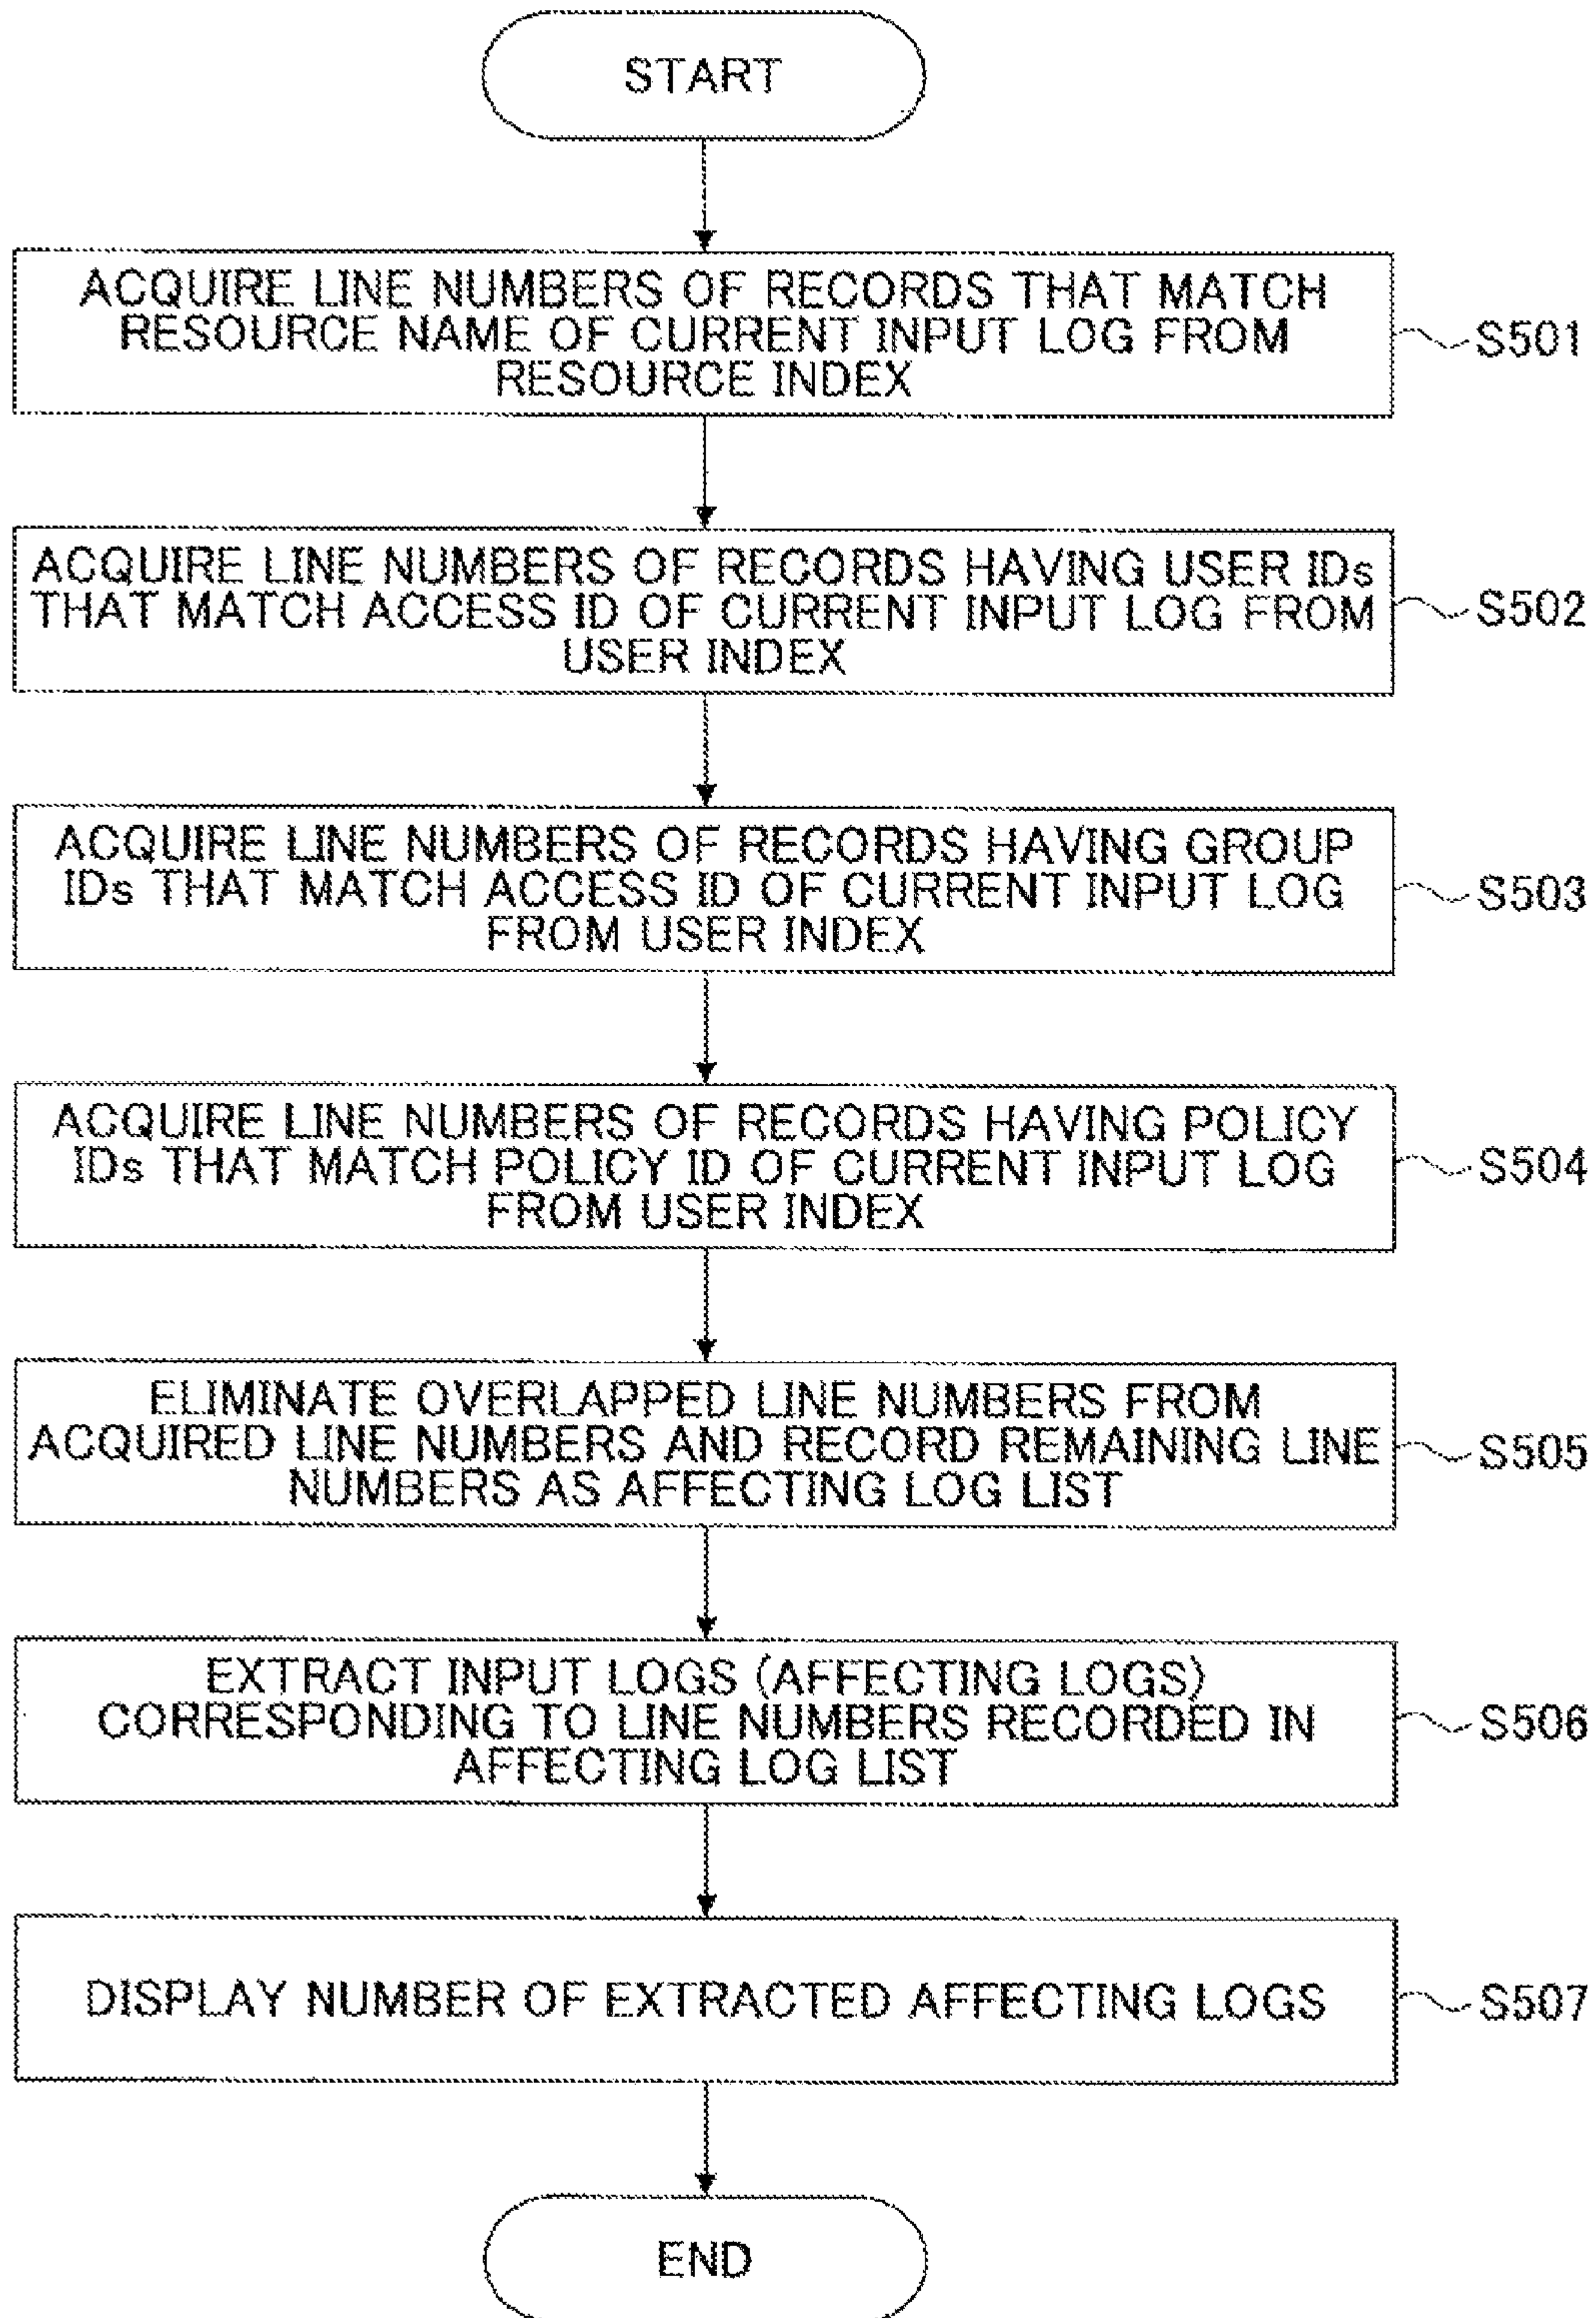 START
ACQUIRE LINE NUMBERS OF RECORDS THAT MATCH
RESOURCE NAME OF CURRENT INPUT LOG FROM
RESOURCE INDEX
S501
ACQUIRE LINE NUMBERS OF RECORDS HAVING USER IDs
THAT MATCH ACCESS ID OF CURRENT INPUT LOG FROM
USER INDEX
S502
ACQUIRE LINE NUMBERS OF RECORDS HAVING GROUP
IDs THAT MATCH ACCESS ID OF CURRENT INPUT LOG
FROM USER INDEX
S503
ACQUIRE LINE NUMBERS OF RECORDS HAVING POLICY
IDs THAT MATCH POLICY ID OF CURRENT INPUT LOG
FROM USER INDEX
S504
ELIMINATE OVERLAPPED LINE NUMBERS FROM
ACQUIRED LINE NUMBERS AND RECORD REMAINING LINE
NUMBERS AS AFFECTING LOG LIST
S505
EXTRACT INPUT LOGS (AFFECTING LOGS)
CORRESPONDING TO LINE NUMBERS RECORDED IN
AFFECTING LOG LIST
S506
DISPLAY NUMBER OF EXTRACTED AFFECTING LOGS
S507
END